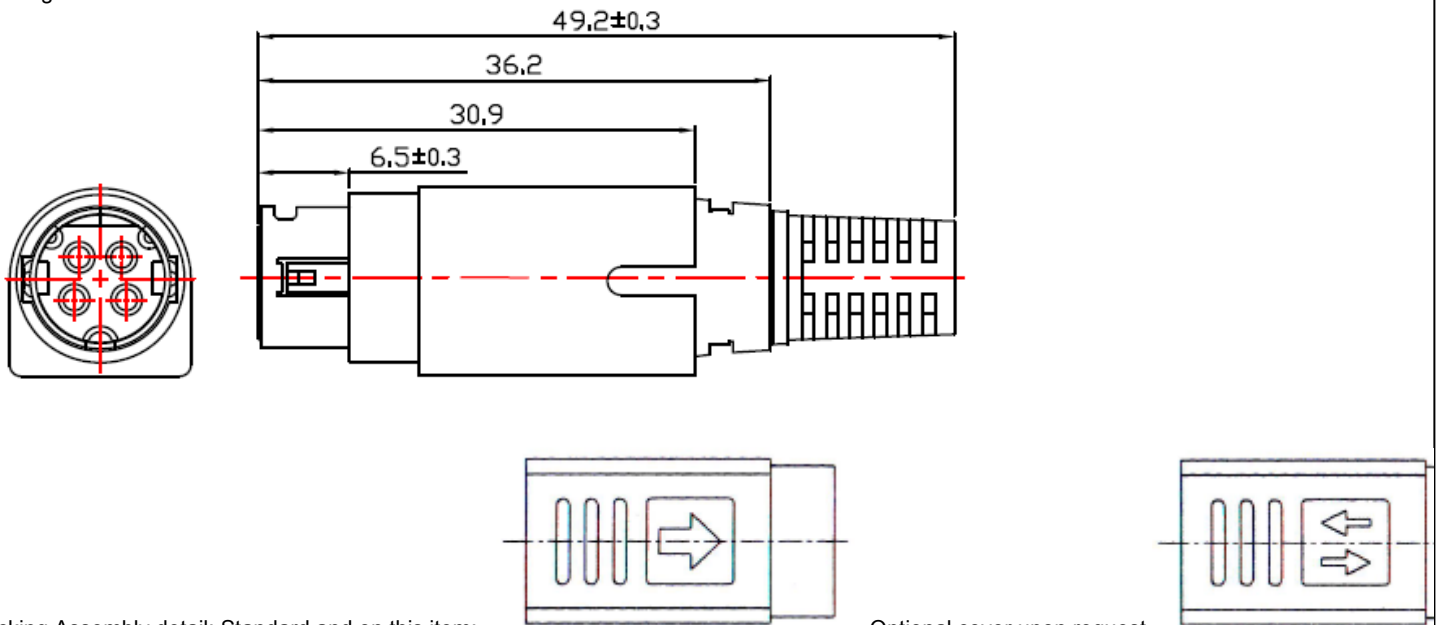 49,2±0,3
36,2
30,9
6,5±0.3
Assembly detail: Standard and on this item:
Optional cover upon request